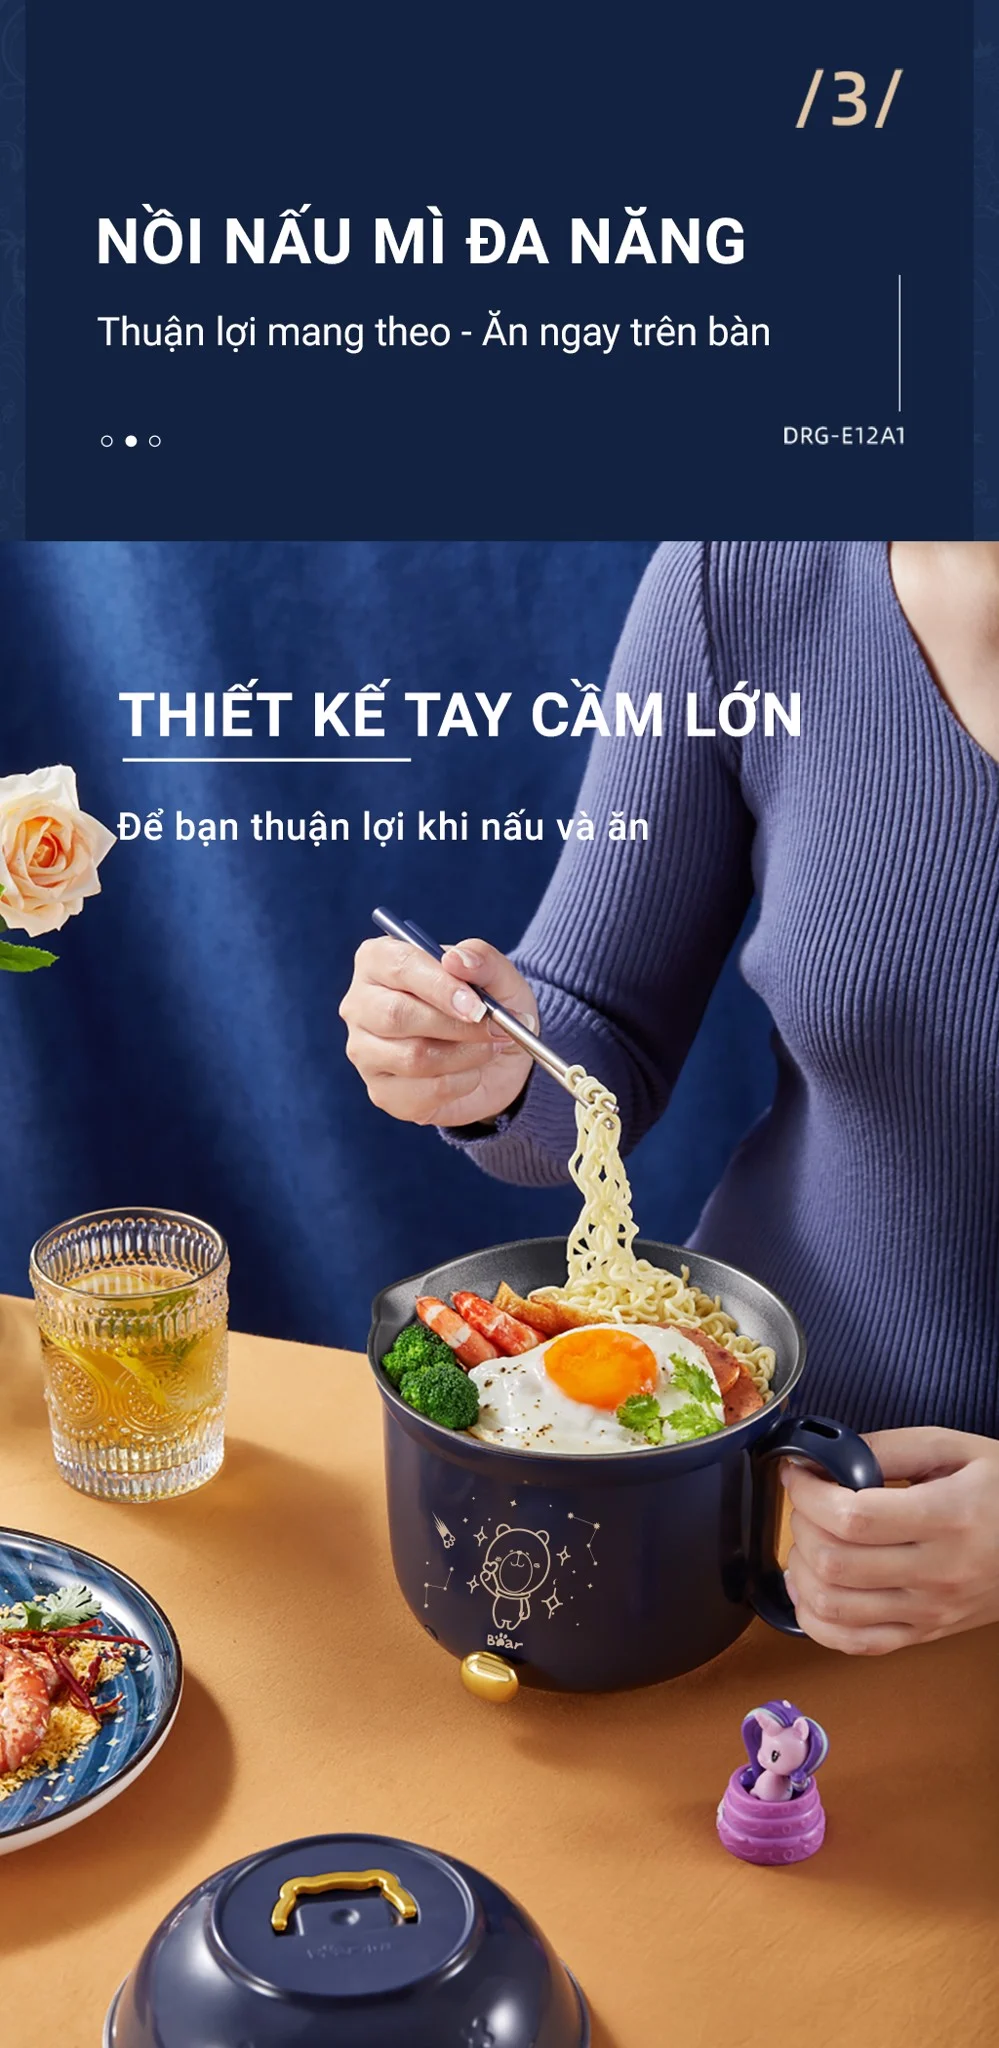 /3/
NỒI NẤU MÌ ĐA NĂNG
Thuận lợi mang theo - Ăn ngay trên bàn
DRG-E12A1
THIẾT KẾ TAY CẦM LỚN
Để bạn thuận lợi khi nấu và ăn
Bear